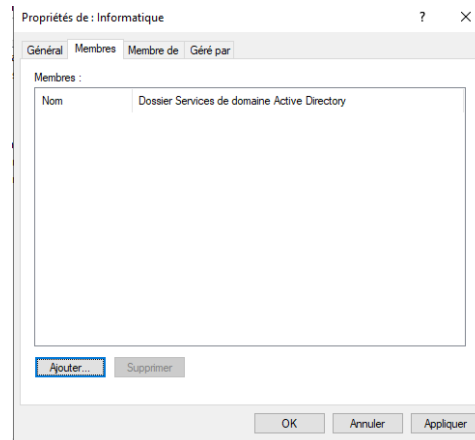 Propriétés de : Informatique ? ×
Général Membres Membre de Géré par
Membres :
Nom Dossier Services de domaine Active Directory
Ajouter... Supprimer
OK Annuler Appliquer